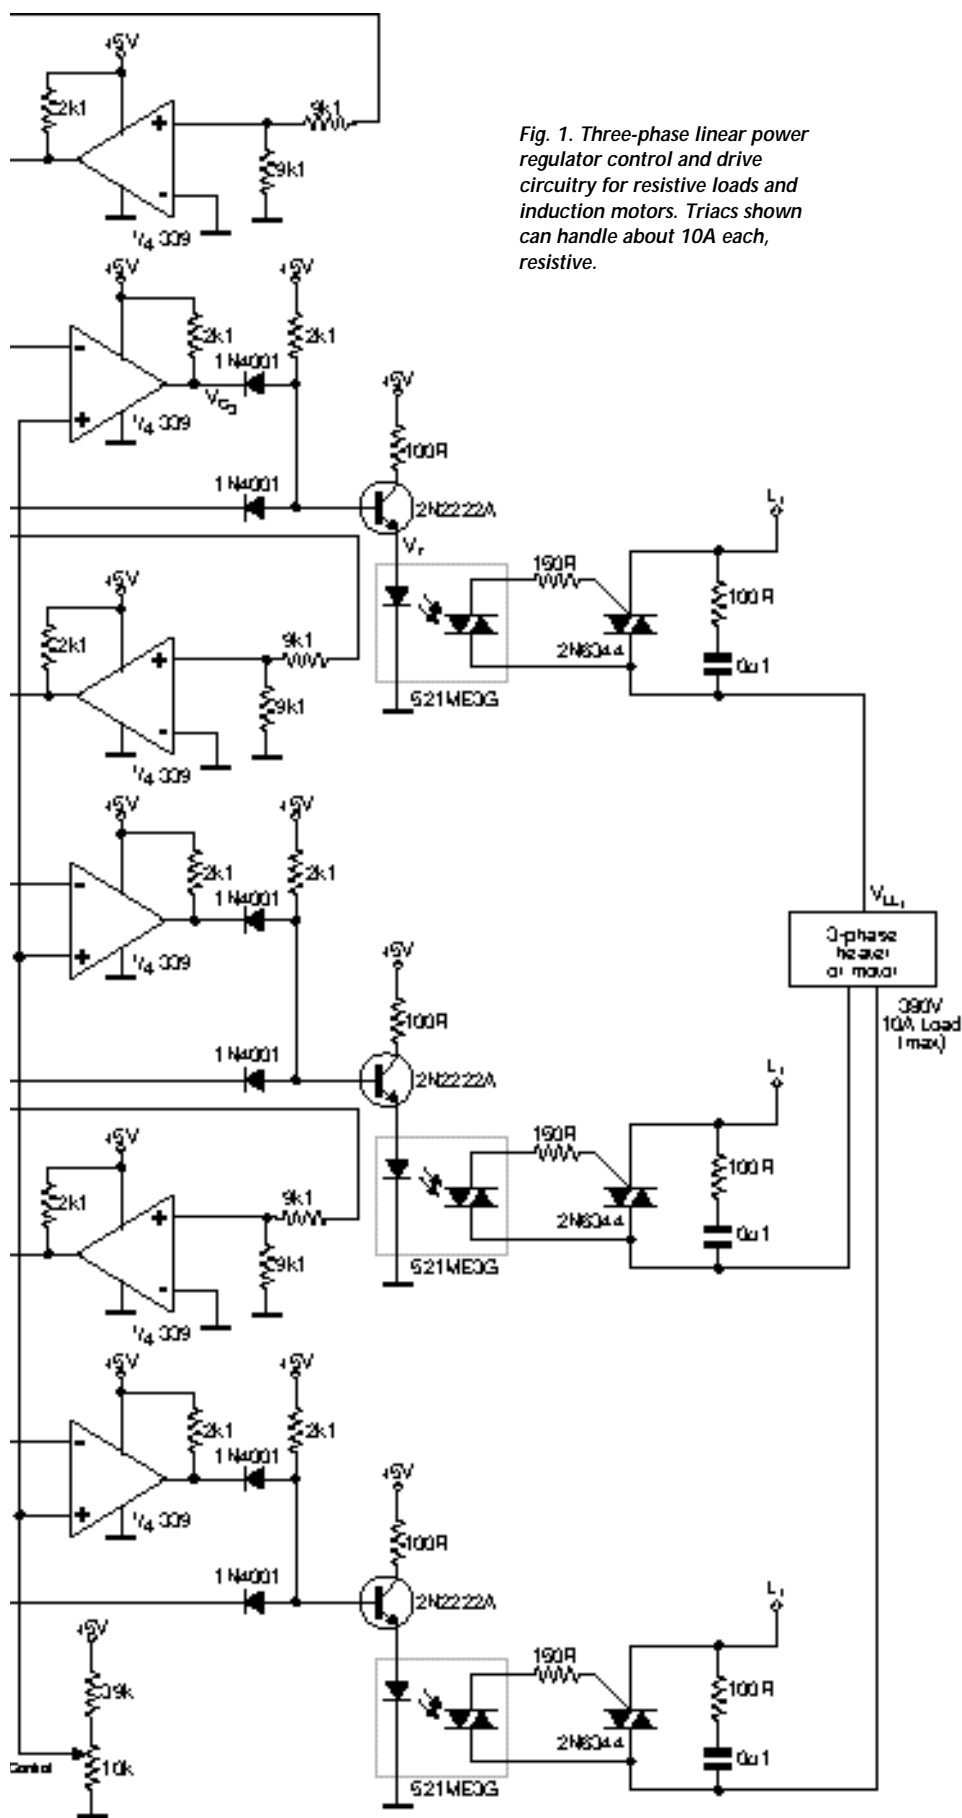 +5V
2k1
9k1
+
9k1
-
1/4 339
Fig. 1. Three-phase linear power
regulator control and drive
circuitry for resistive loads and
induction motors. Triacs shown
can handle about 10A each,
resistive.
+5V
+5V
2k1
2k1
-
1N4001
+
1/4 339
+5V
100R
1N4001
2N2222A
L1
+5V
2k1
9k1
+
9k1
-
1/4 339
150R
100R
2N6344
0u1
621ME3G
+5V
+5V
2k1
2k1
-
1N4001
+
1/4 339
VLL1
3-phase
heater
or motor
390V
10A Load
(max)
+5V
100R
1N4001
2N2222A
L1
+5V
2k1
9k1
+
9k1
-
1/4 339
150R
100R
2N6344
0u1
621ME3G
+5V
+5V
2k1
2k1
-
1N4001
+
1/4 339
+5V
100R
1N4001
2N2222A
L1
+5V
39k
Control
10k
150R
100R
2N6344
0u1
621ME3G